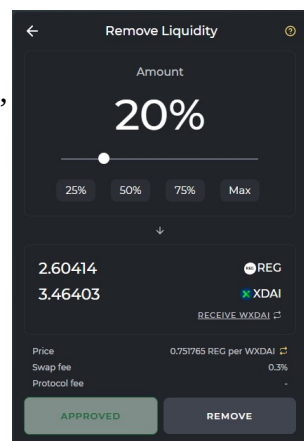 Remove Liquidity
Amount
,
20%
25% 50% 75% Max
2.60414 REG
3.46403 XDAI
RECEIVE WXDAI
Price 0.751765 REG per WXDAI
Swap fee 0.3%
Protocol fee -
APPROVED REMOVE